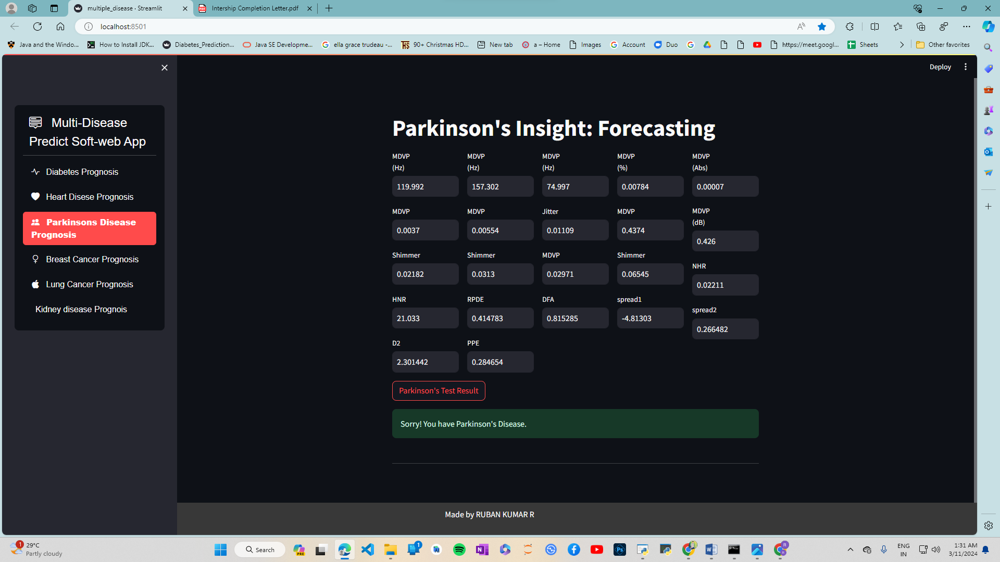 multiple_disease · Streamlit
Intership Completion Letter.pdf
localhost:8501
Java and the Windo...
How to Install JDK...
Diabetes_Prediction...
Java SE Developme...
ella grace trudeau -...
90+ Christmas HD...
New tab
a – Home
Images
Account
Duo
https://meet.googl...
Sheets
Other favorites
Deploy
Multi-Disease
Predict Soft-web App
Diabetes Prognosis
Heart Disese Prognosis
Parkinsons Disease
Prognosis
Breast Cancer Prognosis
Lung Cancer Prognosis
Kidney disease Prognois
Parkinson's Insight: Forecasting
MDVP MDVP MDVP MDVP MDVP
(Hz) (Hz) (Hz) (%) (Abs)
119.992 157.302 74.997 0.00784 0.00007
MDVP MDVP Jitter MDVP MDVP
(dB)
0.0037 0.00554 0.01109 0.4374 0.426
Shimmer Shimmer MDVP Shimmer NHR
0.02182 0.0313 0.02971 0.06545 0.02211
HNR RPDE DFA spread1 spread2
21.033 0.414783 0.815285 -4.81303 0.266482
D2 PPE
2.301442 0.284654
Parkinson's Test Result
Sorry! You have Parkinson's Disease.
Made by RUBAN KUMAR R
1
29°C
Partly cloudy
Search
PRE
1
N
Ps
R
ENG
IN
1:31 AM
3/11/2024